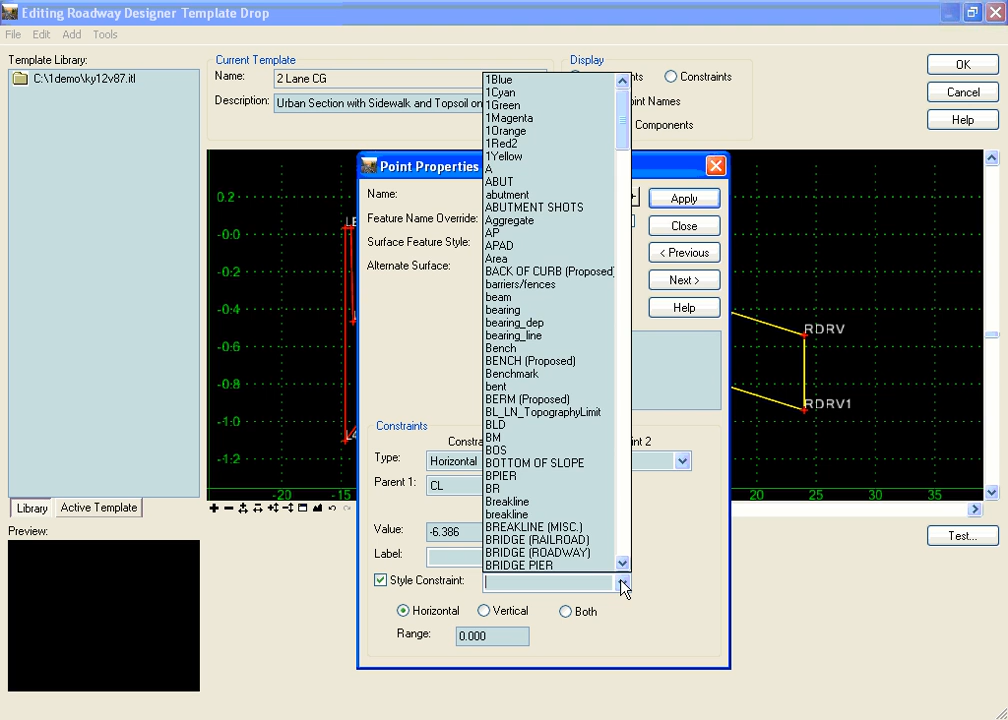 Editing Roadway Designer Template Drop
File Edit Add Tools
Template Library:
C:\1demo\ky12v87.itl
Library
Active Template
Preview:
Current Template
Name:
2 Lane CG
Description:
Urban Section with Sidewalk and Topsoil on
Display
Constraints
Components
OK
Cancel
Help
0.2
-0.0
-0.2
-0.4
-0.6
-0.8
-1.0
-1.2
-20
-15
20
25
30
35
RDRV
RDRV1
Test...
Point Properties
Name:
Feature Name Override:
Surface Feature Style:
Alternate Surface:
Apply
Close
< Previous
Next >
Help
Constraints
Type:
Horizontal
Parent 1:
CL
Value:
-6.386
Label:
Style Constraint:
Horizontal
Vertical
Both
Range:
0.000
1Blue
1Cyan
1Green
1Magenta
1Orange
1Red2
1Yellow
A
ABUT
abutment
ABUTMENT SHOTS
Aggregate
AP
APAD
Area
BACK OF CURB (Proposed)
barriers/fences
beam
bearing
bearing_dep
bearing_line
Bench
BENCH (Proposed)
Benchmark
bent
BERM (Proposed)
BL_LN_TopographyLimit
BLD
BM
BOS
BOTTOM OF SLOPE
BPIER
BR
Breakline
breakline
BREAKLINE (MISC.)
BRIDGE (RAILROAD)
BRIDGE (ROADWAY)
BRIDGE PIER